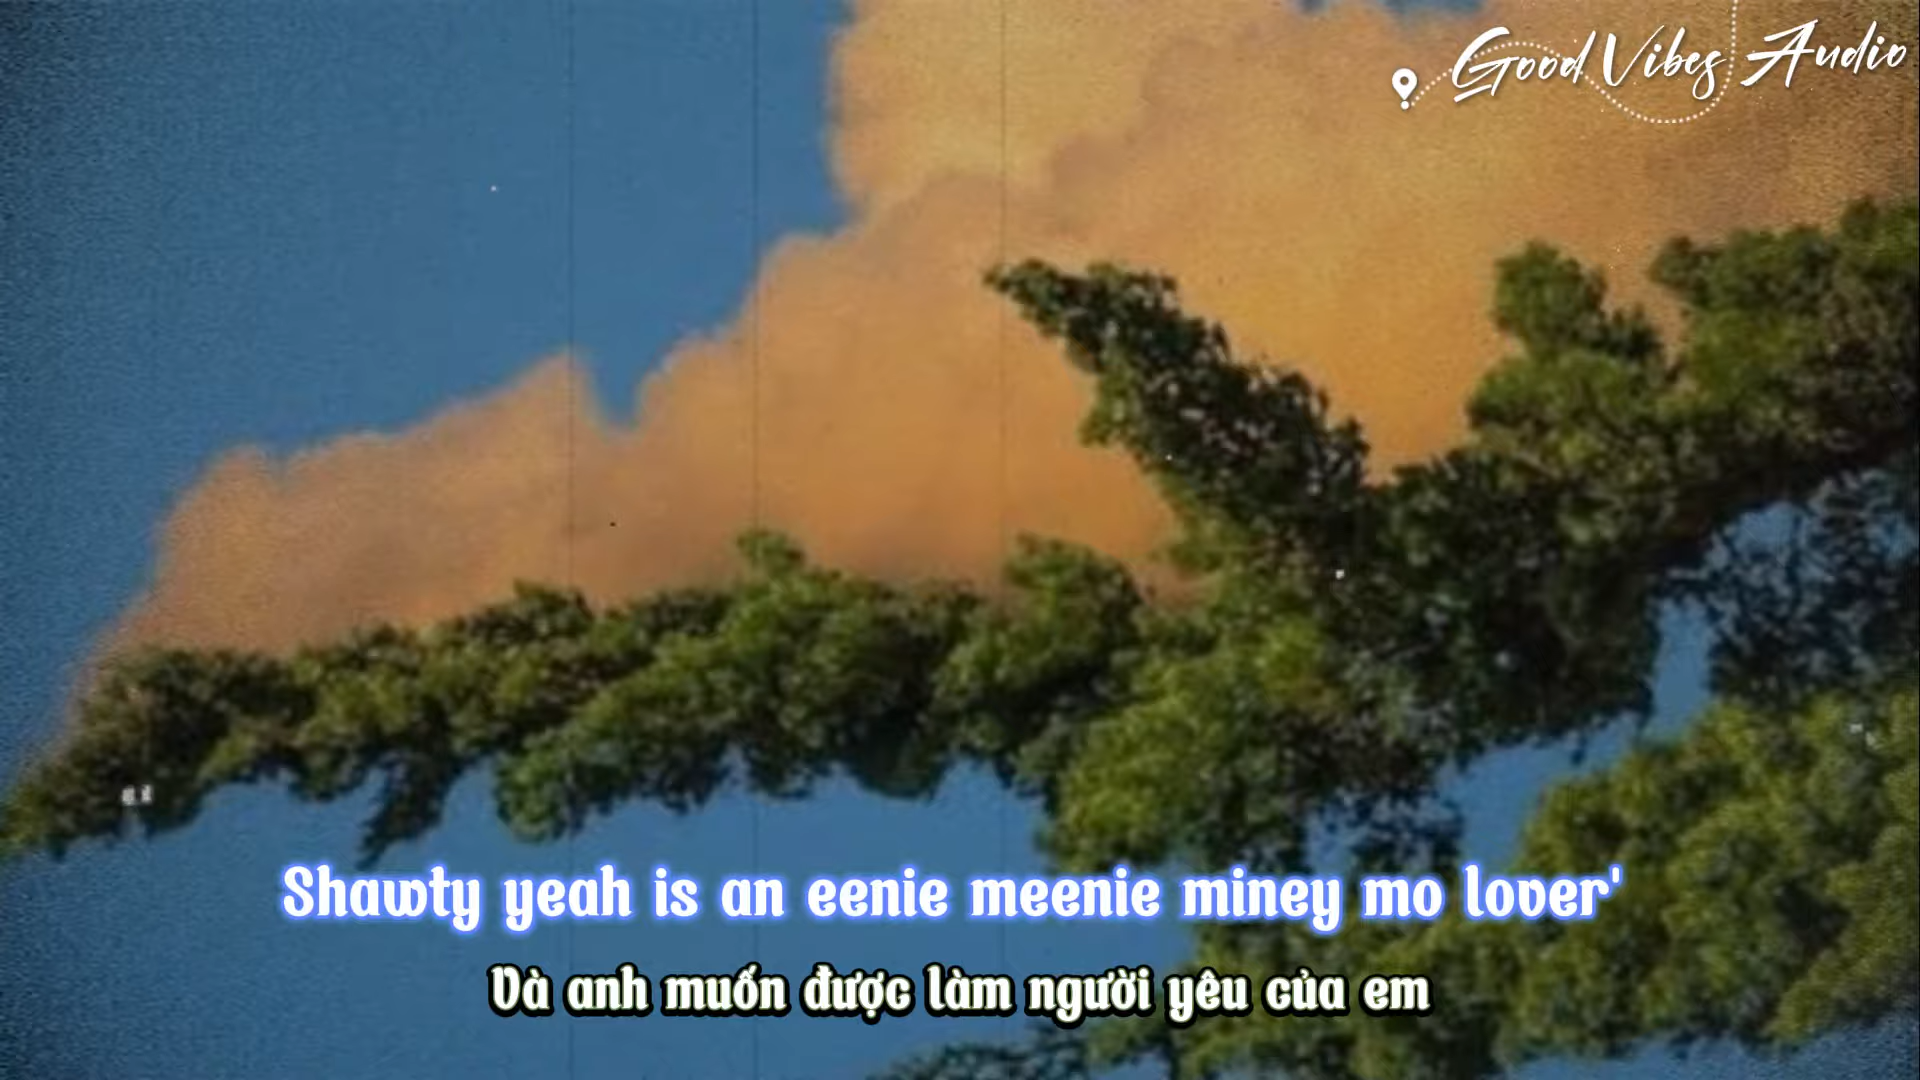 Good Vibes Audio
Shawty yeah is an eenie meenie miney mo lover'
Và anh muốn được làm người yêu của em